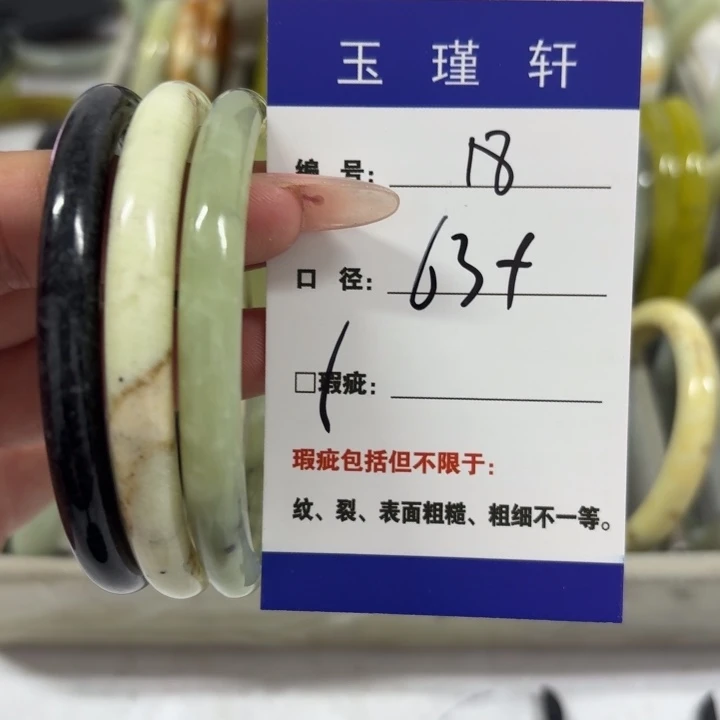 玉瑾轩
编号: 18
口径: 63+
□瑕疵:
瑕疵包括但不限于:
纹、裂、表面粗糙、粗细不一等。